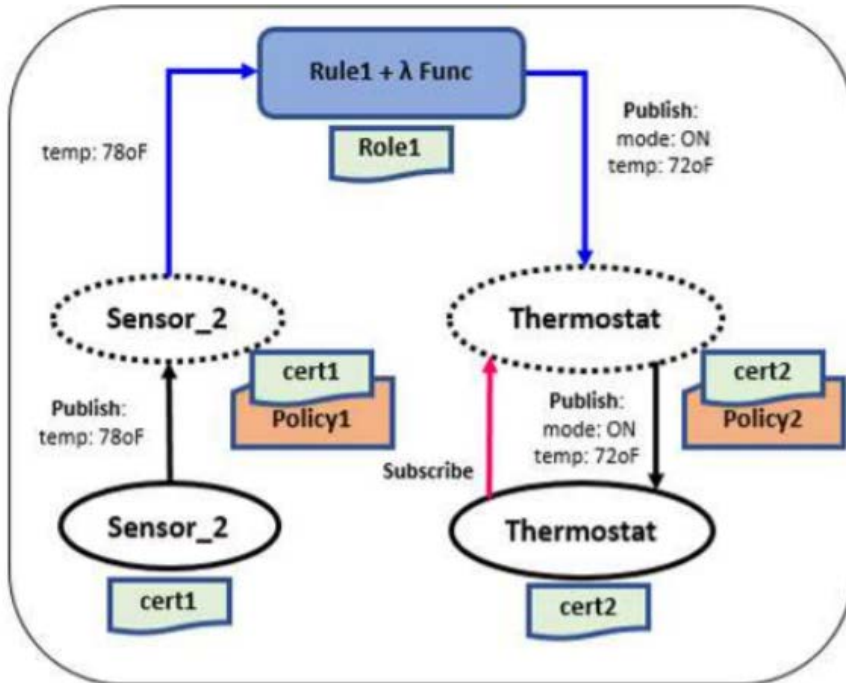 Rule1 + λ Func
Role1
temp: 78oF
Publish:
mode: ON
temp: 72oF
Sensor_2
Thermostat
cert1
Policy1
cert2
Policy2
Publish:
temp: 78oF
Publish:
mode: ON
temp: 72oF
Subscribe
Sensor_2
Thermostat
cert1
cert2